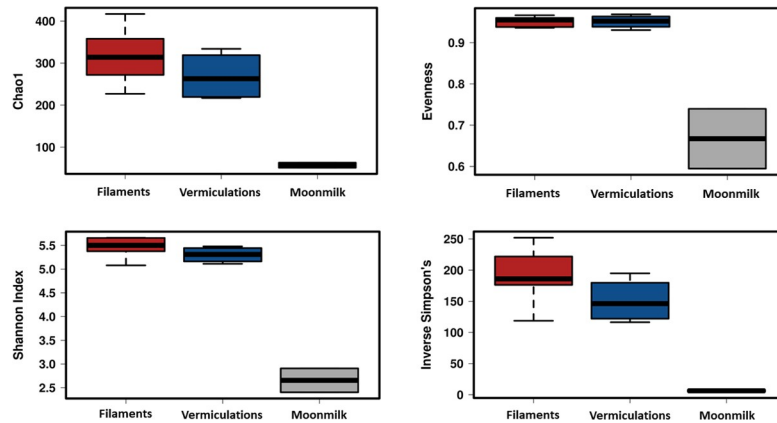 Chao1
400
300
200
100
Filaments Vermiculations Moonmilk
Evenness
0.9
0.8
0.7
0.6
Filaments Vermiculations Moonmilk
Shannon Index
5.5
5.0
4.5
4.0
3.5
3.0
2.5
Filaments Vermiculations Moonmilk
Inverse Simpson's
250
200
150
100
50
0
Filaments Vermiculations Moonmilk